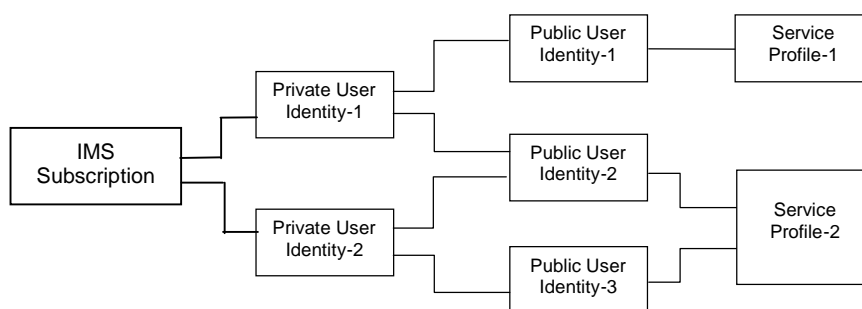 IMS
Subscription
Private User
Identity-1
Private User
Identity-2
Public User
Identity-1
Public User
Identity-2
Public User
Identity-3
Service
Profile-1
Service
Profile-2